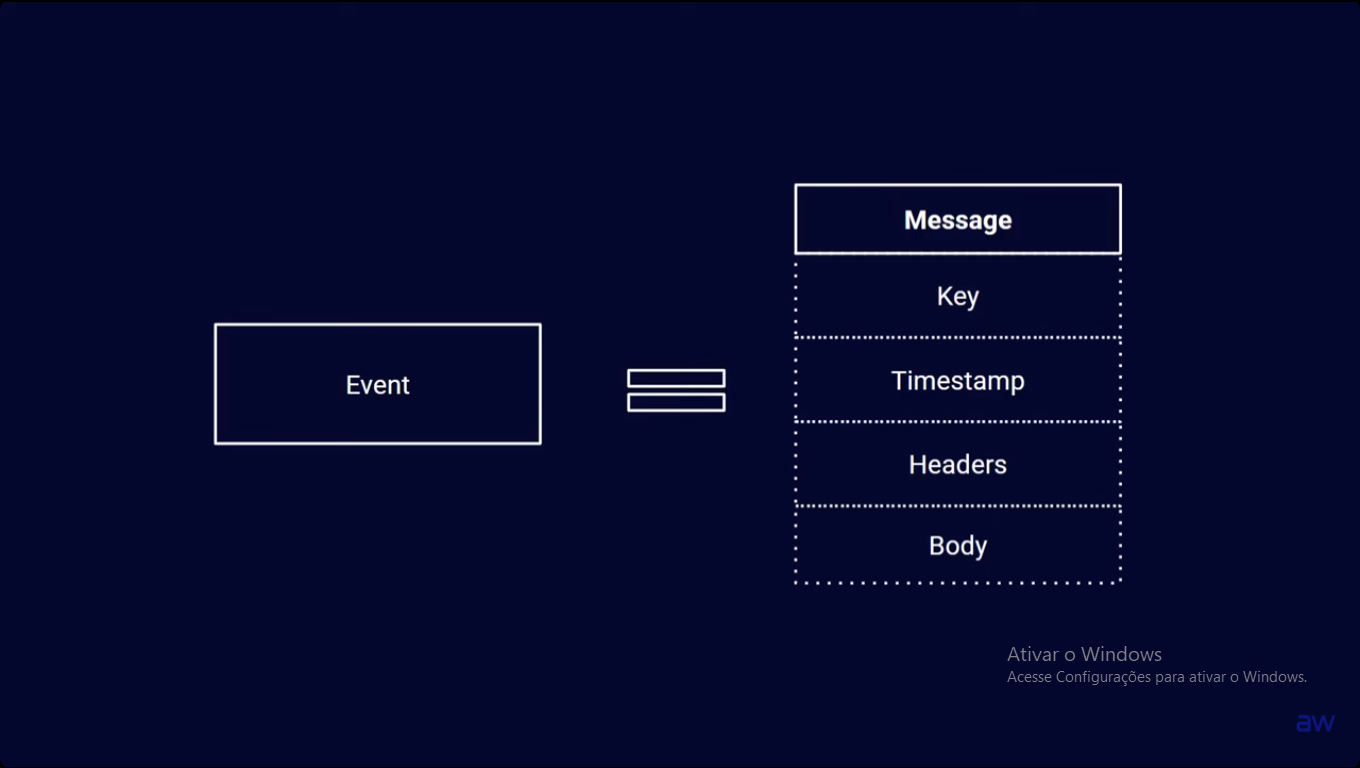 Message
Key
Event
Timestamp
Headers
Body
Ativar o Windows
Acesse Configurações para ativar o Windows.
aw